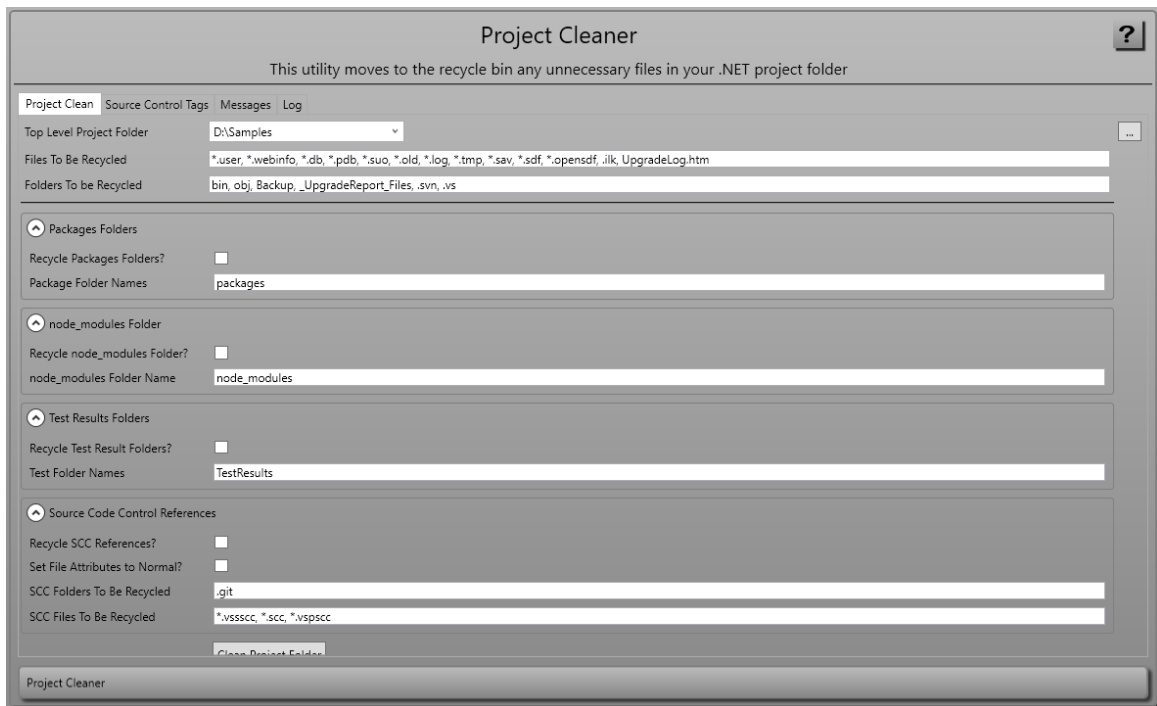 Project Cleaner
?
This utility moves to the recycle bin any unnecessary files in your .NET project folder
Project Clean Source Control Tags Messages Log
Top Level Project Folder D:\Samples ...
Files To Be Recycled *.user, *.webinfo, *.db, *.pdb, *.suo, *.old, *.log, *.tmp, *.sav, *.sdf, *.opensdf, .ilk, UpgradeLog.htm
Folders To be Recycled bin, obj, Backup, _UpgradeReport_Files, .svn, .vs
Packages Folders
Recycle Packages Folders?
Package Folder Names packages
node_modules Folder
Recycle node_modules Folder?
node_modules Folder Name node_modules
Test Results Folders
Recycle Test Result Folders?
Test Folder Names TestResults
Source Code Control References
Recycle SCC References?
Set File Attributes to Normal?
SCC Folders To Be Recycled .git
SCC Files To Be Recycled *.vssscc, *.scc, *.vspscc
Clean Project Folder
Project Cleaner